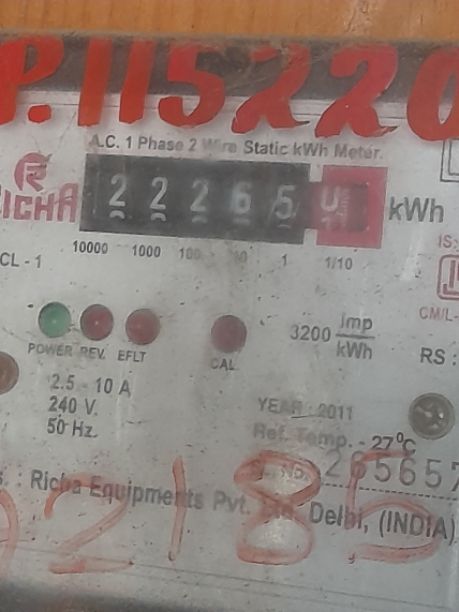 P.115220
A.C. 1 Phase 2 Wire Static kWh Meter.
RICHA
22265 kWh
10000 1000 100 10 1 1/10
CL - 1
3200 imp/kWh
POWER REV. EFLT CAL
RS :
CM/L-
2.5 - 10 A
240 V.
50 Hz.
YEAR : 2011
Ref. Temp. - 27°C
265657
Richa Equipments Pvt. Ltd. Delhi, (INDIA)
2185